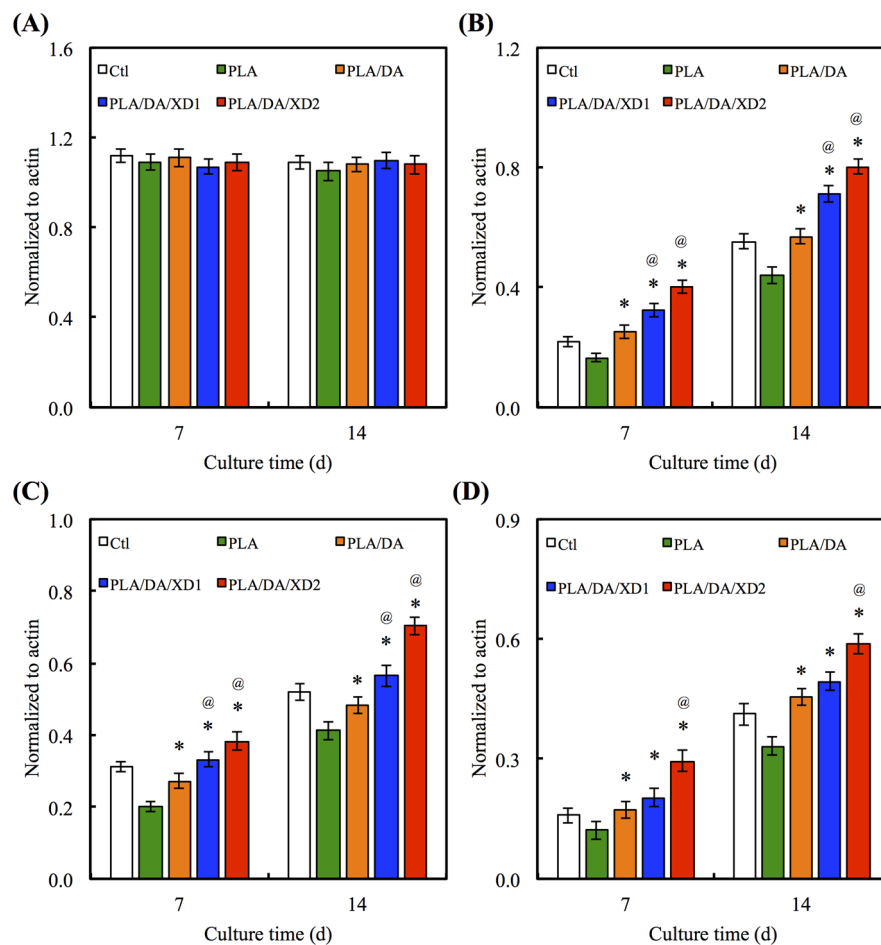 (A)
1.6
1.2
0.8
0.4
0.0
Normalized to actin
Ctl PLA PLA/DA
PLA/DA/XD1 PLA/DA/XD2
7 14
Culture time (d)
(B)
1.2
0.8
0.4
0.0
Normalized to actin
Ctl PLA PLA/DA
PLA/DA/XD1 PLA/DA/XD2
@
@ *
*
*
@
@ *
*
*
7 14
Culture time (d)
(C)
1.0
0.8
0.6
0.4
0.2
0.0
Normalized to actin
Ctl PLA PLA/DA
PLA/DA/XD1 PLA/DA/XD2
@
@ *
*
*
@
@ *
*
*
7 14
Culture time (d)
(D)
0.9
0.6
0.3
0.0
Normalized to actin
Ctl PLA PLA/DA
PLA/DA/XD1 PLA/DA/XD2
@
*
* *
@
*
* *
7 14
Culture time (d)